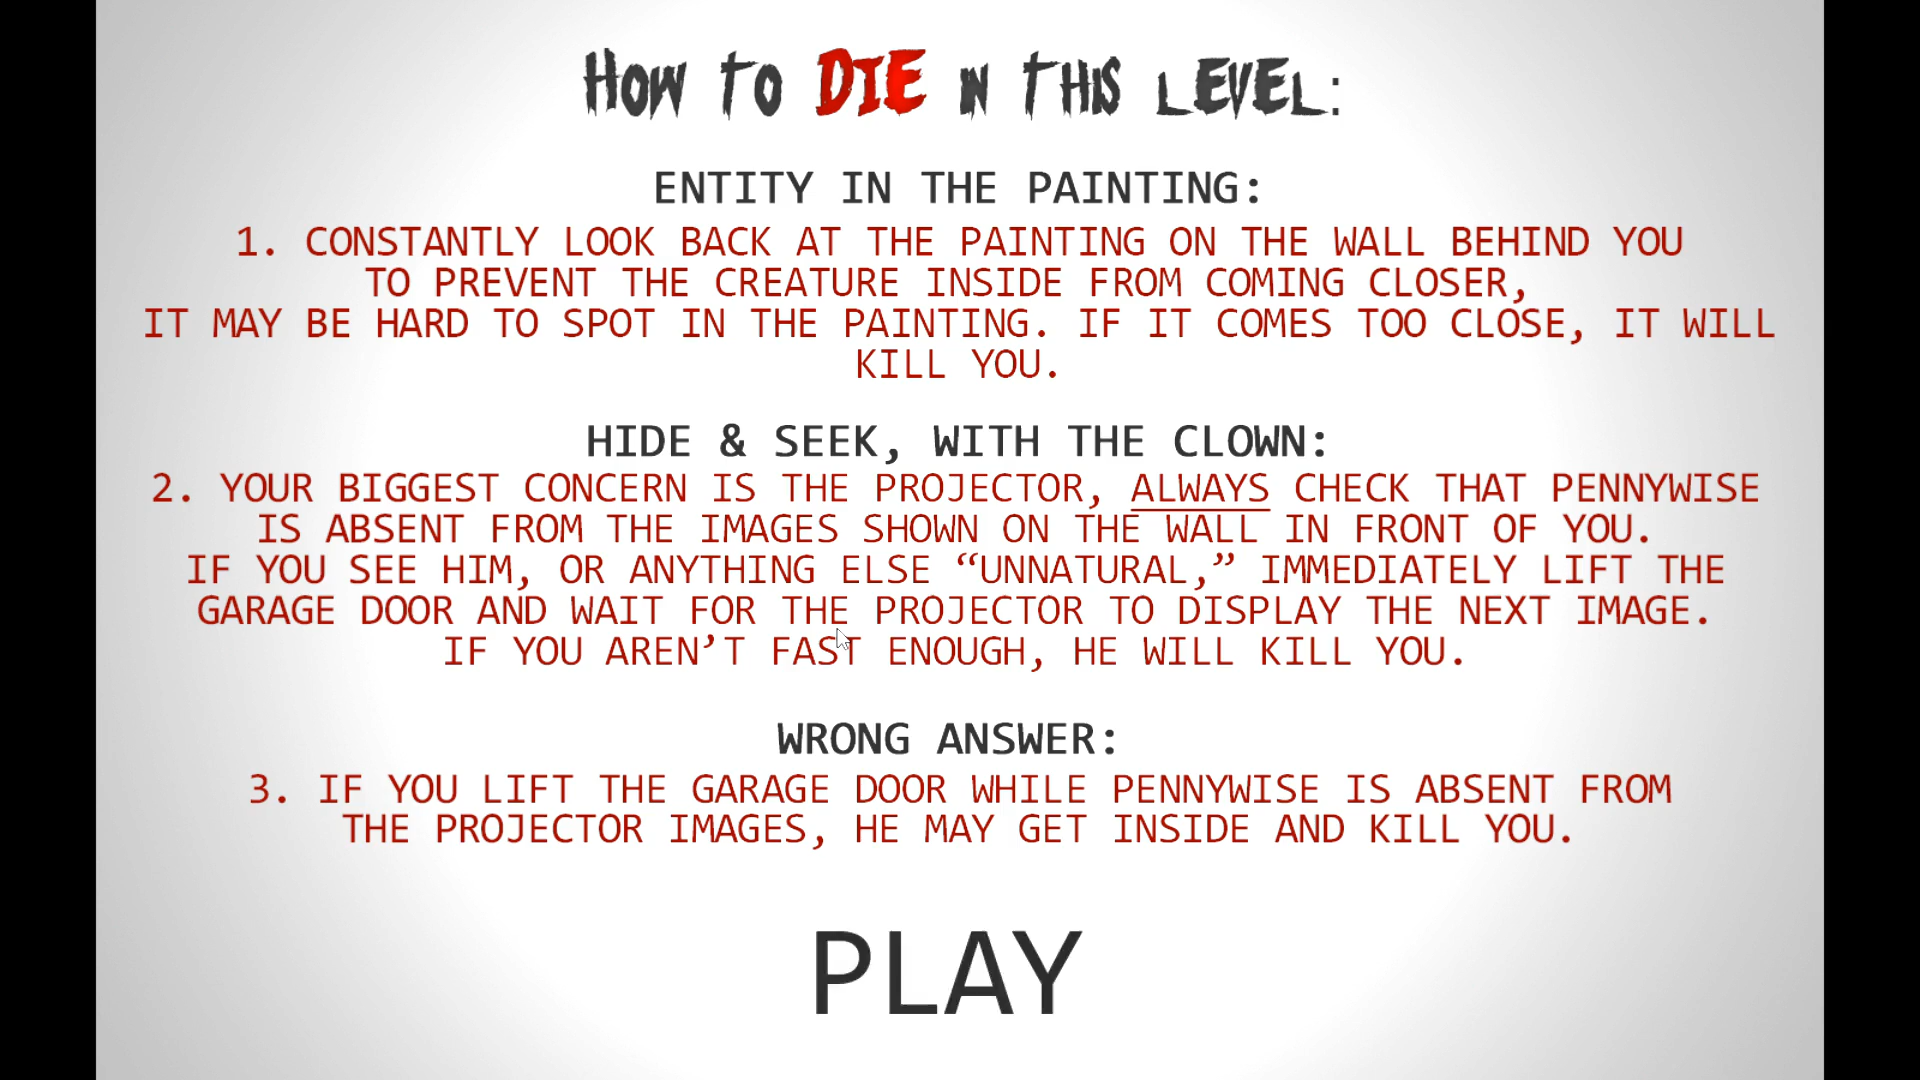 How to DIE in this level:
ENTITY IN THE PAINTING:
1. CONSTANTLY LOOK BACK AT THE PAINTING ON THE WALL BEHIND YOU
TO PREVENT THE CREATURE INSIDE FROM COMING CLOSER,
IT MAY BE HARD TO SPOT IN THE PAINTING. IF IT COMES TOO CLOSE, IT WILL
KILL YOU.
HIDE & SEEK, WITH THE CLOWN:
2. YOUR BIGGEST CONCERN IS THE PROJECTOR, ALWAYS CHECK THAT PENNYWISE
IS ABSENT FROM THE IMAGES SHOWN ON THE WALL IN FRONT OF YOU.
IF YOU SEE HIM, OR ANYTHING ELSE “UNNATURAL,” IMMEDIATELY LIFT THE
GARAGE DOOR AND WAIT FOR THE PROJECTOR TO DISPLAY THE NEXT IMAGE.
IF YOU AREN’T FAST ENOUGH, HE WILL KILL YOU.
WRONG ANSWER:
3. IF YOU LIFT THE GARAGE DOOR WHILE PENNYWISE IS ABSENT FROM
THE PROJECTOR IMAGES, HE MAY GET INSIDE AND KILL YOU.
PLAY